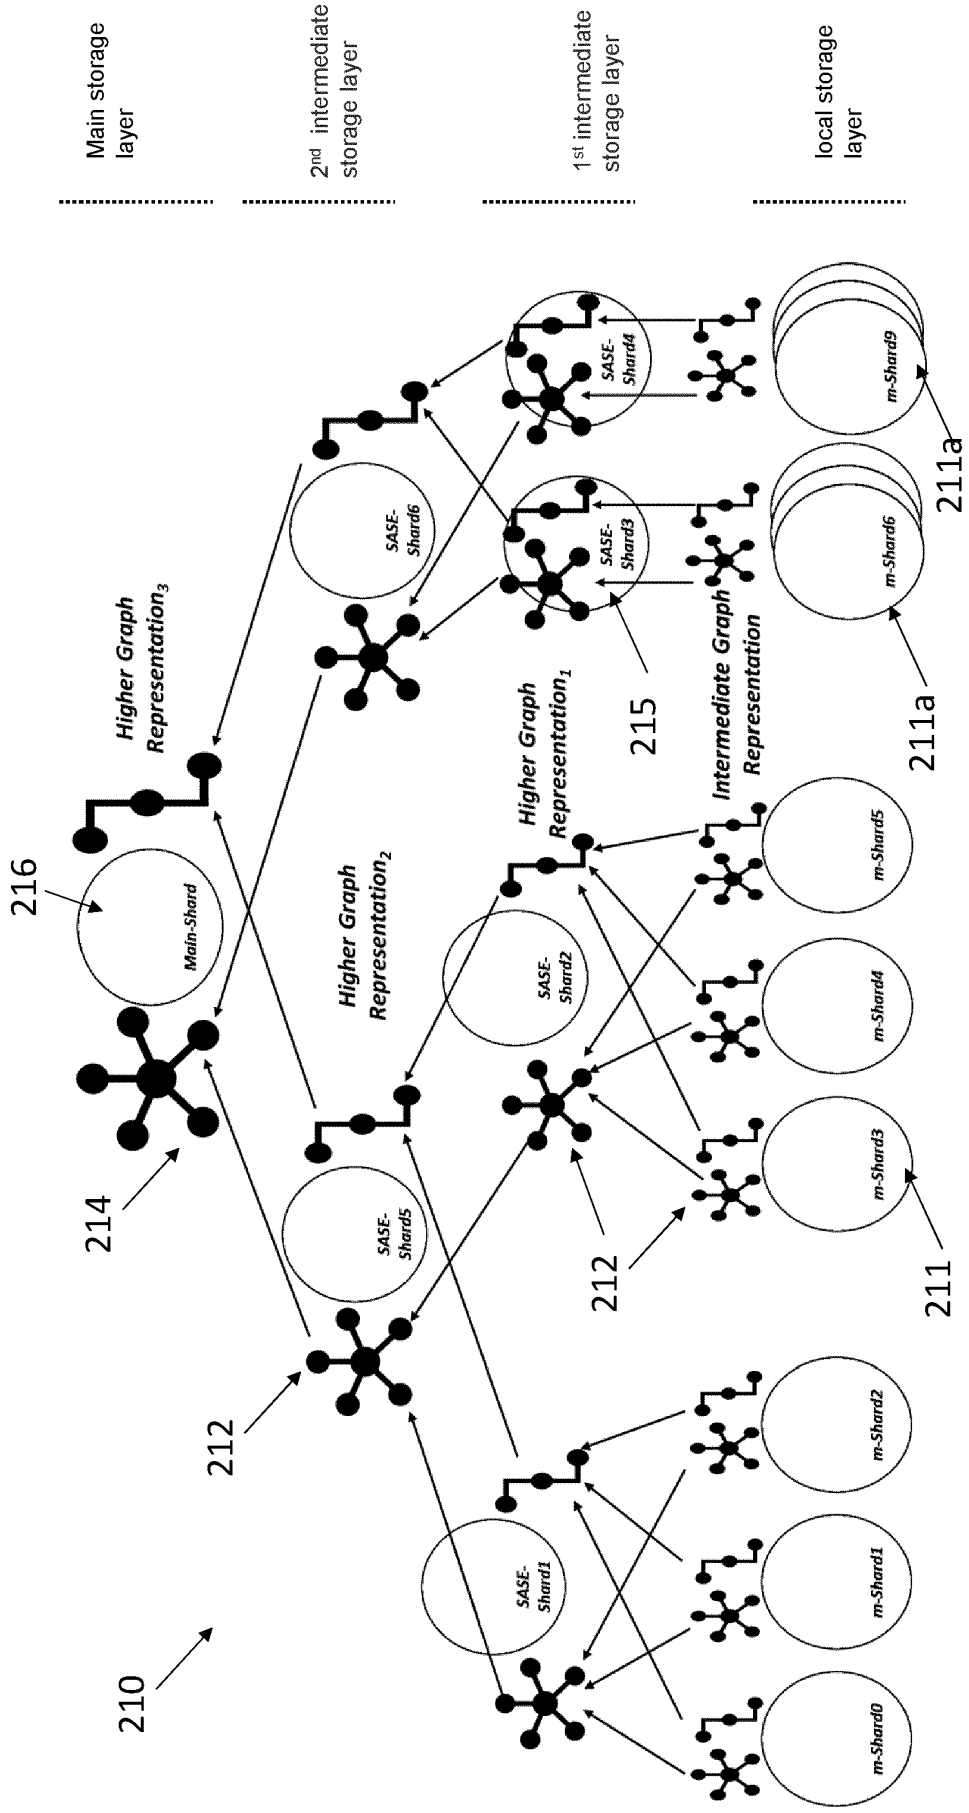 210
216
Main-Shard
Higher Graph
Representation3
Main storage
layer
214
212
SASE-
Shard5
Higher Graph
Representation2
SASE-
Shard6
2nd intermediate
storage layer
SASE-
Shard1
212
SASE-
Shard2
Higher Graph
Representation1
215
SASE-
Shard3
SASE-
Shard4
1st intermediate
storage layer
Intermediate Graph
Representation
m-Shard0
m-Shard1
m-Shard2
m-Shard3
m-Shard4
m-Shard5
m-Shard6
m-Shard9
local storage
layer
211
211a
211a